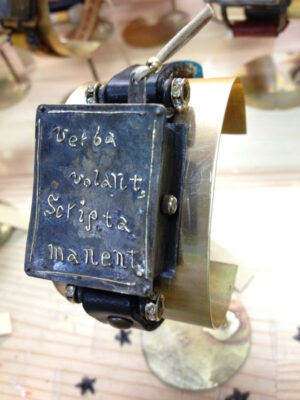 verba
volant,
Scripta
manent.